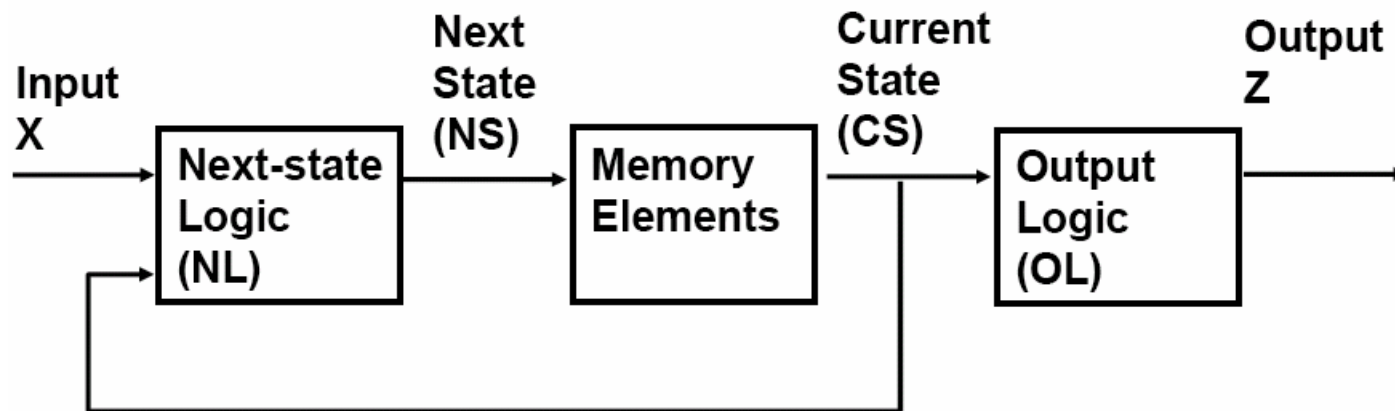 Input
X
Next-state
Logic
(NL)
Next
State
(NS)
Memory
Elements
Current
State
(CS)
Output
Logic
(OL)
Output
Z